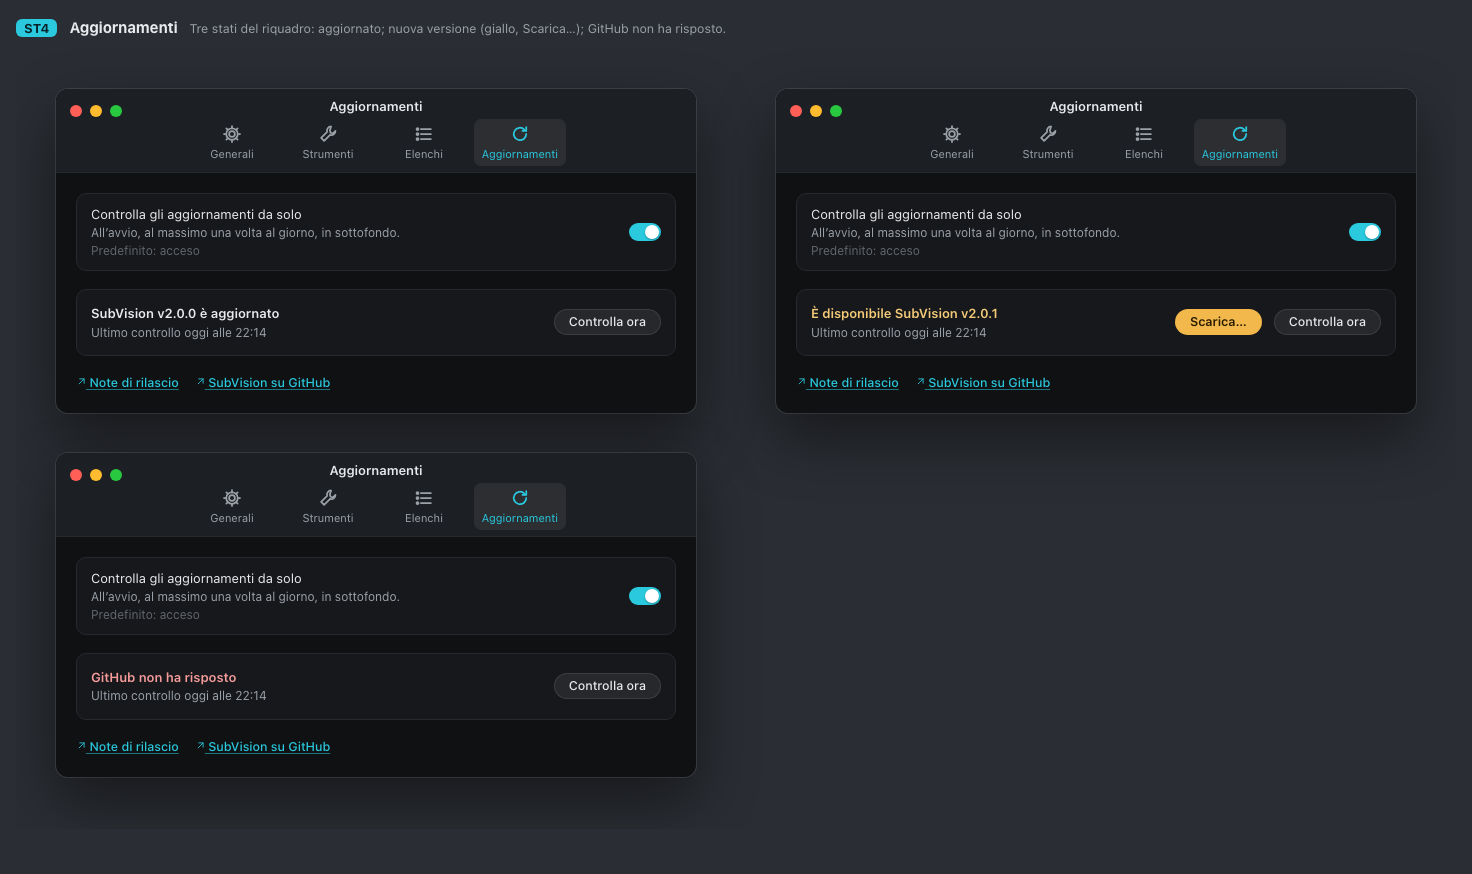 ST4 Aggiornamenti Tre stati del riquadro: aggiornato; nuova versione (giallo, Scarica…); GitHub non ha risposto.
Aggiornamenti
Generali Strumenti Elenchi Aggiornamenti
Controlla gli aggiornamenti da solo
All’avvio, al massimo una volta al giorno, in sottofondo.
Predefinito: acceso
SubVision v2.0.0 è aggiornato
Ultimo controllo oggi alle 22:14
Controlla ora
Note di rilascio SubVision su GitHub
Aggiornamenti
Generali Strumenti Elenchi Aggiornamenti
Controlla gli aggiornamenti da solo
All’avvio, al massimo una volta al giorno, in sottofondo.
Predefinito: acceso
È disponibile SubVision v2.0.1
Ultimo controllo oggi alle 22:14
Scarica… Controlla ora
Note di rilascio SubVision su GitHub
Aggiornamenti
Generali Strumenti Elenchi Aggiornamenti
Controlla gli aggiornamenti da solo
All’avvio, al massimo una volta al giorno, in sottofondo.
Predefinito: acceso
GitHub non ha risposto
Ultimo controllo oggi alle 22:14
Controlla ora
Note di rilascio SubVision su GitHub